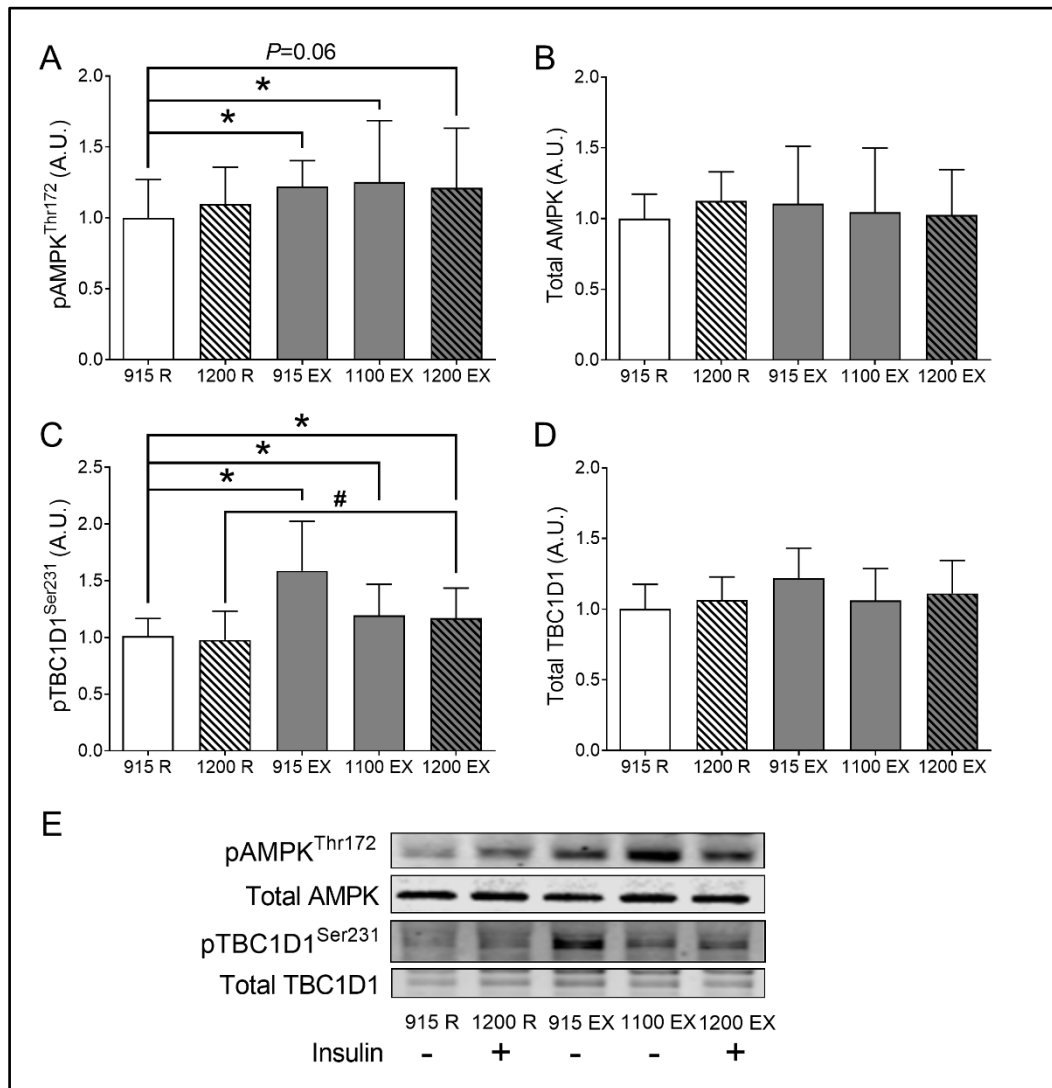 A
P=0.06
*
*
2.0
1.5
1.0
0.5
0.0
pAMPK^Thr172 (A.U.)
915 R 1200 R 915 EX 1100 EX 1200 EX
B
2.0
1.5
1.0
0.5
0.0
Total AMPK (A.U.)
915 R 1200 R 915 EX 1100 EX 1200 EX
C
*
*
*
#
2.5
2.0
1.5
1.0
0.5
0.0
pTBC1D1^Ser231 (A.U.)
915 R 1200 R 915 EX 1100 EX 1200 EX
D
2.0
1.5
1.0
0.5
0.0
Total TBC1D1 (A.U.)
915 R 1200 R 915 EX 1100 EX 1200 EX
E
pAMPK^Thr172
Total AMPK
pTBC1D1^Ser231
Total TBC1D1
915 R 1200 R 915 EX 1100 EX 1200 EX
Insulin - + - - +